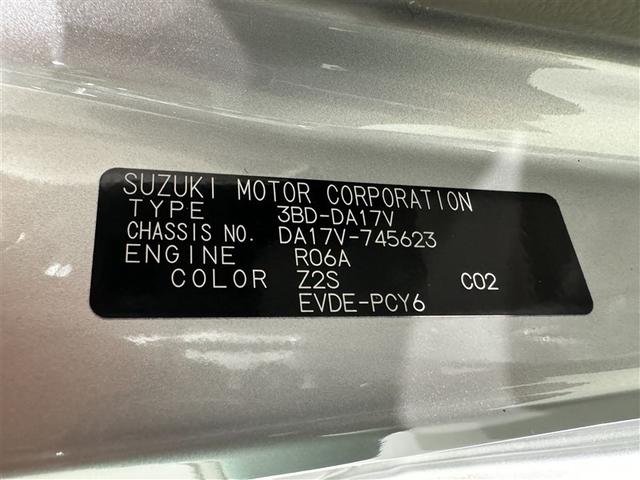 SUZUKI MOTOR CORPORATION
TYPE 3BD-DA17V
CHASSIS NO. DA17V-745623
ENGINE R06A
COLOR Z2S C02
EVDE-PCY6